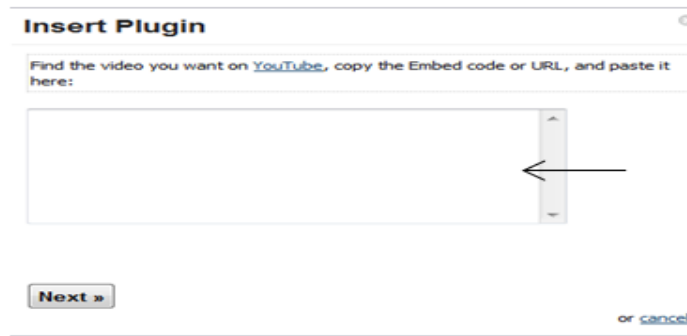 Insert Plugin
Find the video you want on YouTube, copy the Embed code or URL, and paste it
here:
Next »
or cancel